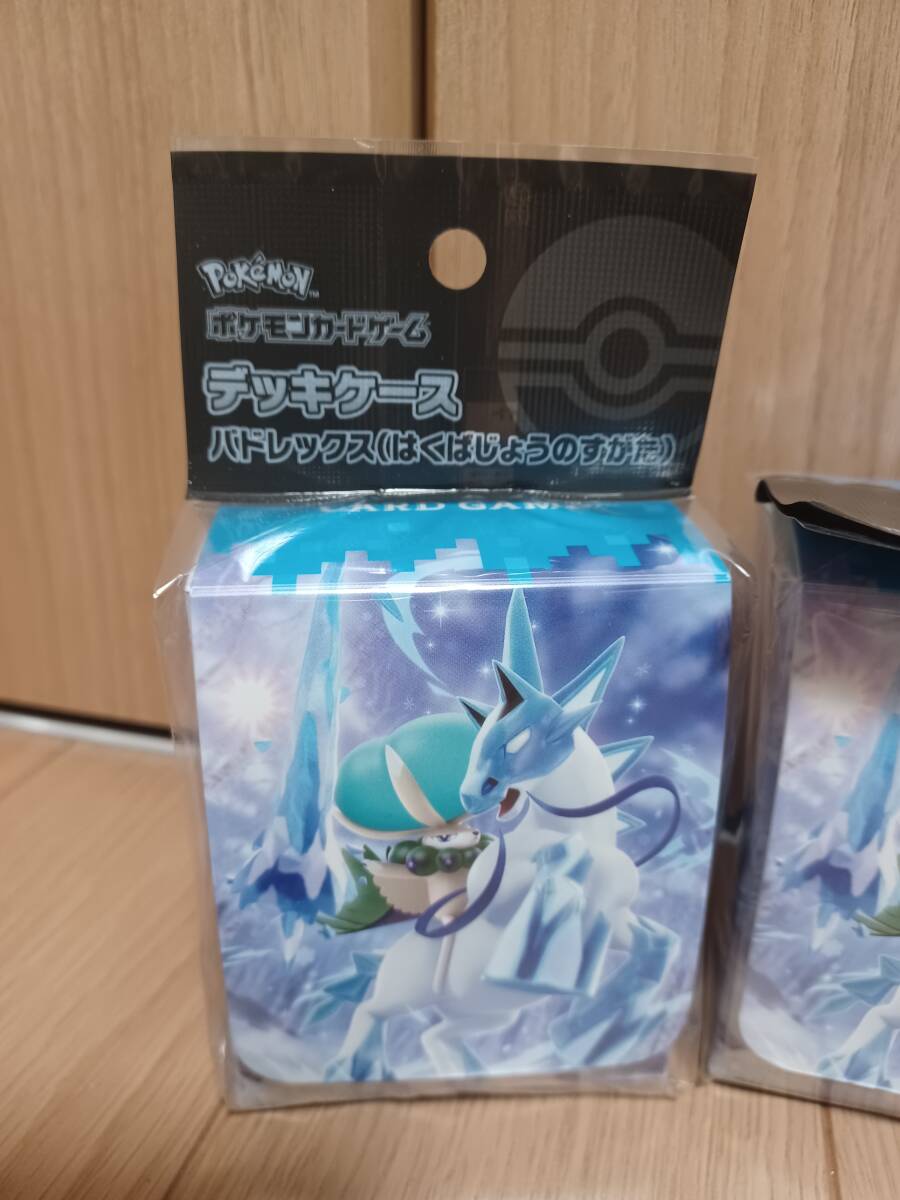 POKéMON™
ポケモンカードゲーム
デッキケース
バドレックス(はくばじょうのすがた)
CARD GAME